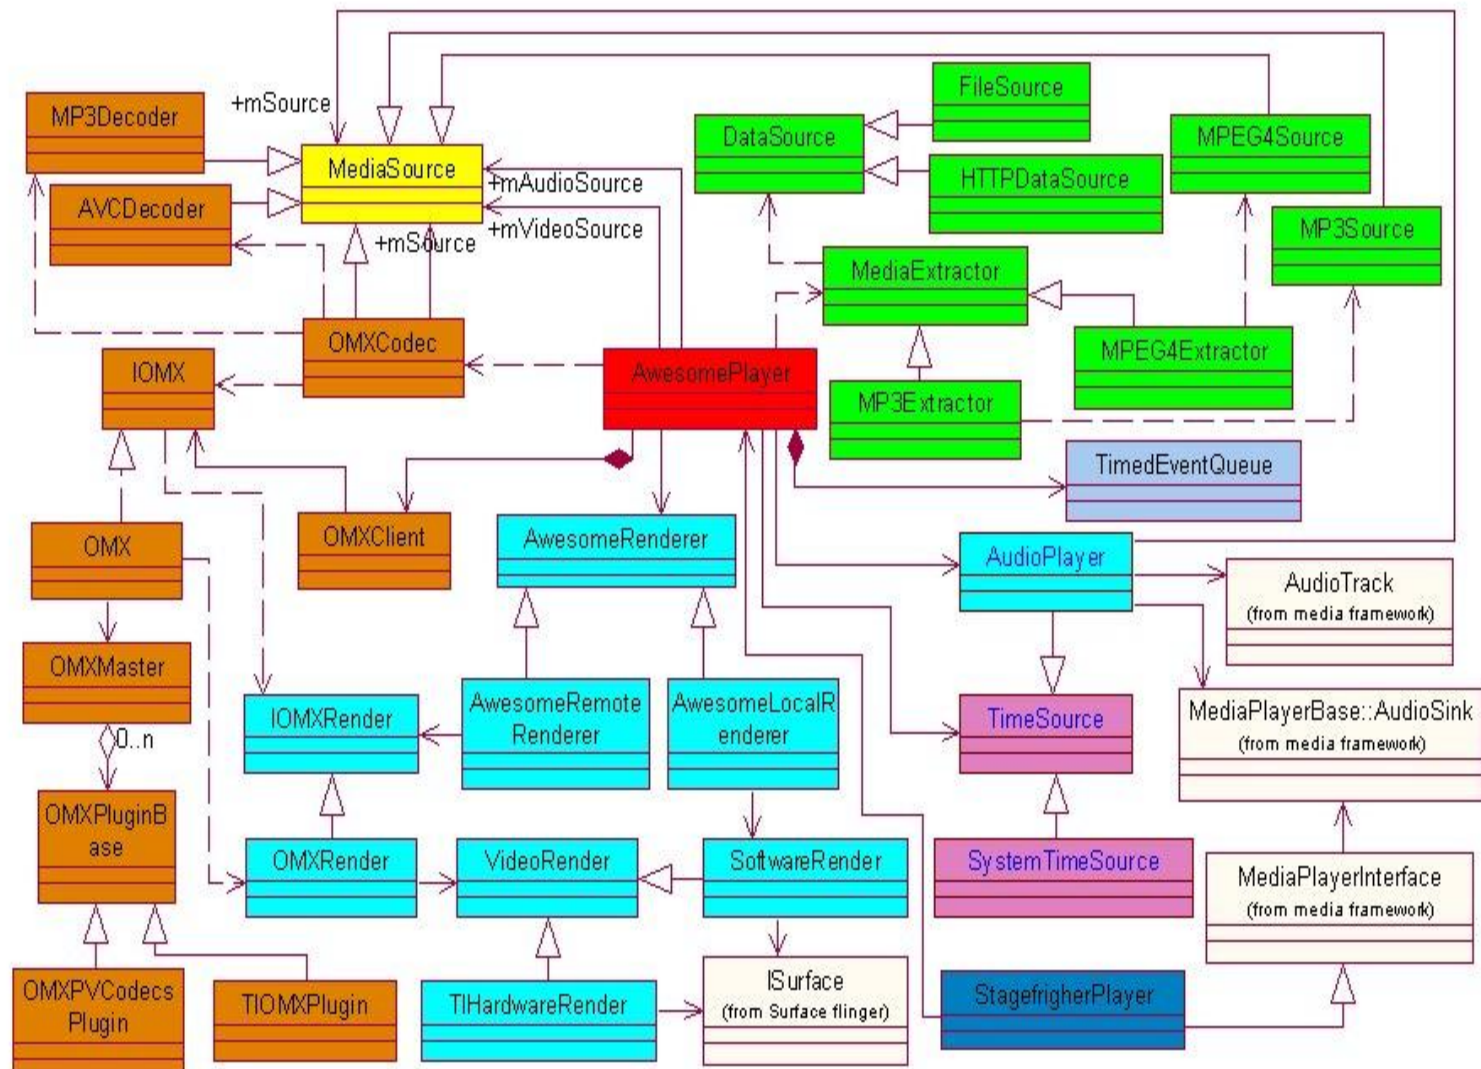 FileSource
MP3Decoder
+mSource
DataSource
MPEG4Source
MediaSource
+mAudioSource
HTTPDataSource
AVCDecoder
+mSource
+mVideoSource
MP3Source
MediaExtractor
OMXCodec
IOMX
AwesomePlayer
MPEG4Extractor
MP3Extractor
TimedEventQueue
OMX
OMXClient
AwesomeRenderer
AudioPlayer
AudioTrack
(from media framework)
OMXMaster
0..n
IOMXRender
AwesomeRemote
Renderer
AwesomeLocalR
enderer
TimeSource
MediaPlayerBase::AudioSink
(from media framework)
OMXPluginB
ase
OMXRender
VideoRender
SoftwareRender
SystemTimeSource
MediaPlayerInterface
(from media framework)
OMXPVCodecs
Plugin
TIOMXPlugin
TIHardwareRender
ISurface
(from Surface flinger)
StagefrigherPlayer